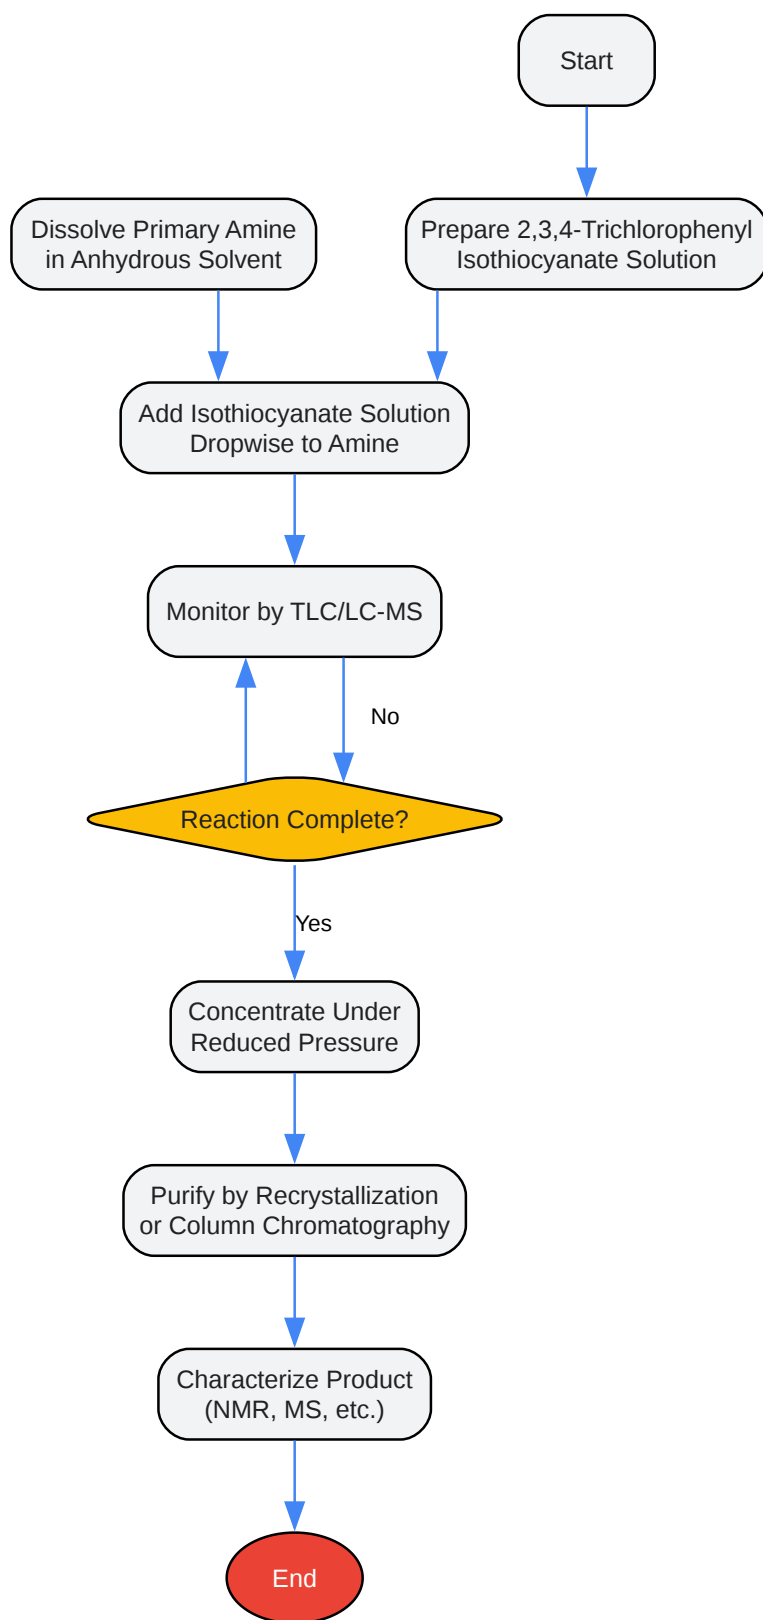 Start
Dissolve Primary Amine
in Anhydrous Solvent
Prepare 2,3,4-Trichlorophenyl
Isothiocyanate Solution
Add Isothiocyanate Solution
Dropwise to Amine
Monitor by TLC/LC-MS
No
Reaction Complete?
Yes
Concentrate Under
Reduced Pressure
Purify by Recrystallization
or Column Chromatography
Characterize Product
(NMR, MS, etc.)
End